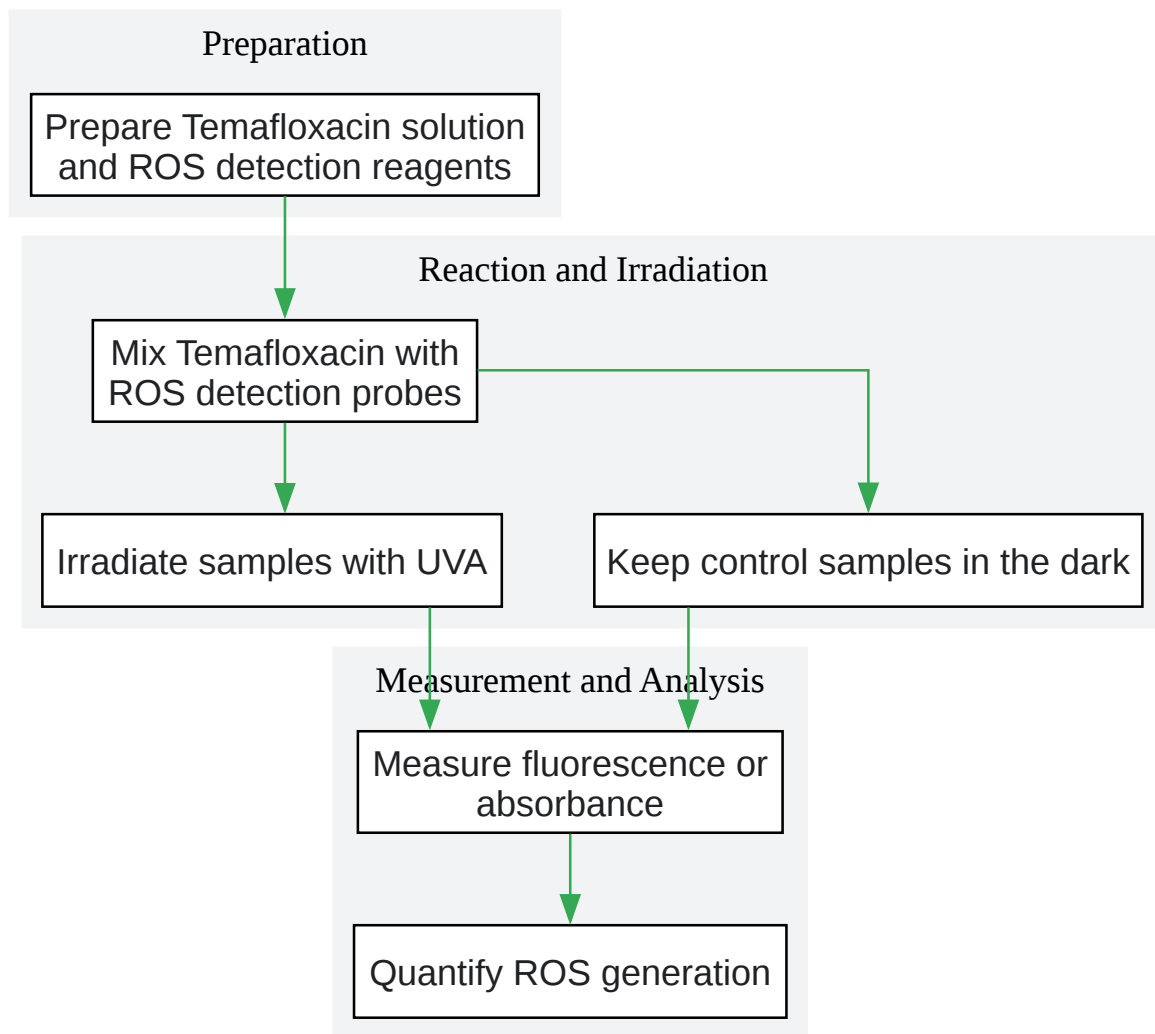 Preparation
Prepare Temafloxacin solution
and ROS detection reagents
Reaction and Irradiation
Mix Temafloxacin with
ROS detection probes
Irradiate samples with UVA
Keep control samples in the dark
Measurement and Analysis
Measure fluorescence or
absorbance
Quantify ROS generation